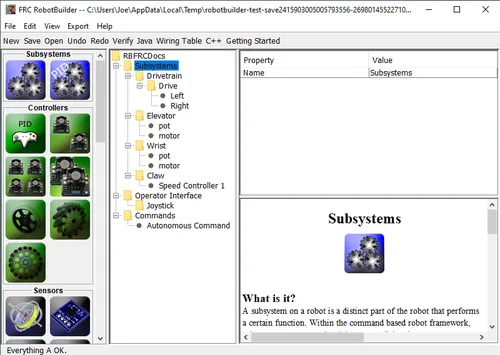 FRC RobotBuilder -- C:\Users\Joe\AppData\Local\Temp\robotbuilder-test-save2415903005005793556-26980145522710...
File Edit View Export Help
New Save Open Undo Redo Verify Java Wiring Table C++ Getting Started
Subsystems
PID
Controllers
PID
Sensors
RBFRCDocs
Subsystems
Drivetrain
Drive
Left
Right
Elevator
pot
motor
Wrist
pot
motor
Claw
Speed Controller 1
Operator Interface
Joystick
Commands
Autonomous Command
Property Value
Name Subsystems
Subsystems
What is it?
A subsystem on a robot is a distinct part of the robot that performs
a certain function. Within the command based robot framework,
Everything A OK.